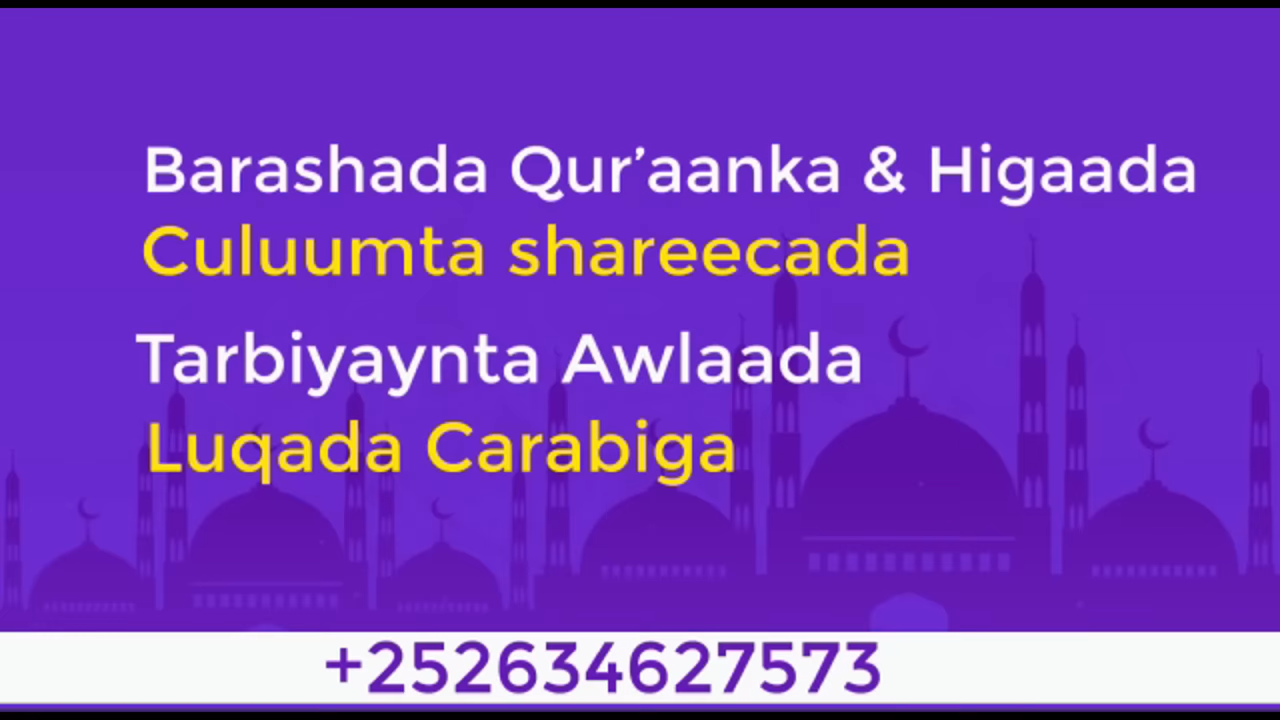 Barashada Qur’aanka & Higaada
Culuumta shareecada
Tarbiyaynta Awlaada
Luqada Carabiga
+252634627573